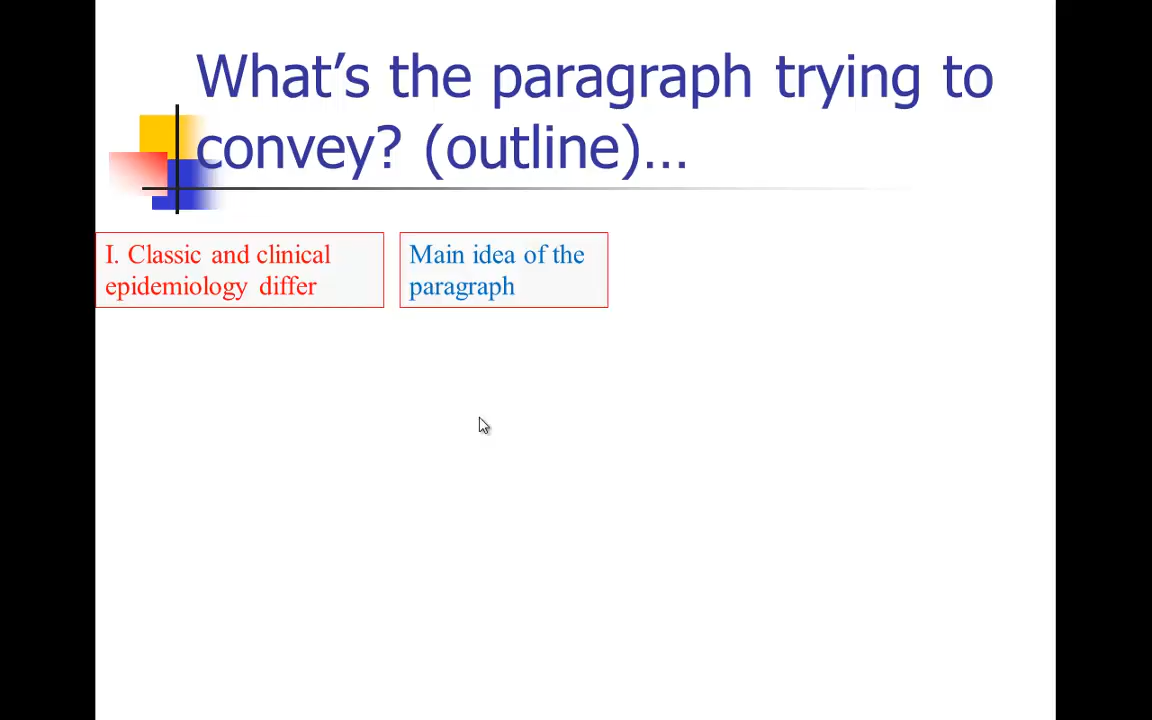 What’s the paragraph trying to
convey? (outline)…
I. Classic and clinical
epidemiology differ
Main idea of the
paragraph